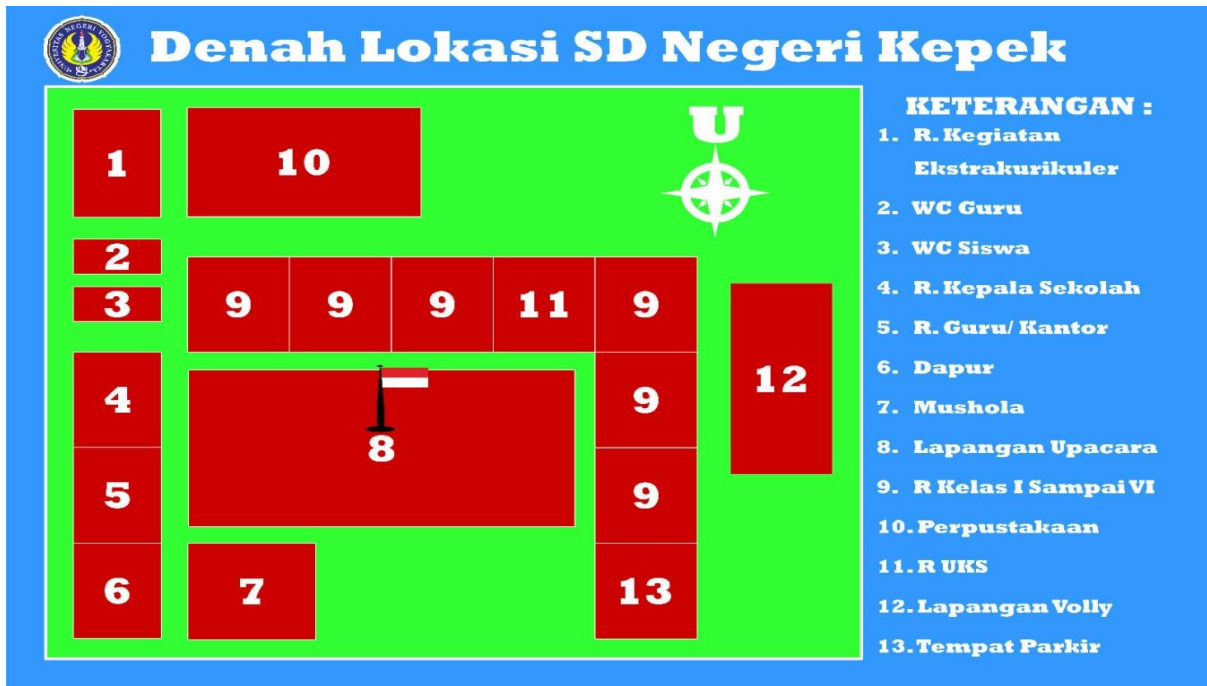 Denah Lokasi SD Negeri Kepek
UNIVERSITAS NEGERI YOGYAKARTA
1
10
U
2
3
9 9 9 11 9
12
4
9
8
5
9
6
7
13
KETERANGAN :
1. R. Kegiatan
Ekstrakurikuler
2. WC Guru
3. WC Siswa
4. R. Kepala Sekolah
5. R. Guru/ Kantor
6. Dapur
7. Mushola
8. Lapangan Upacara
9. R Kelas I Sampai VI
10. Perpustakaan
11. R UKS
12. Lapangan Volly
13. Tempat Parkir